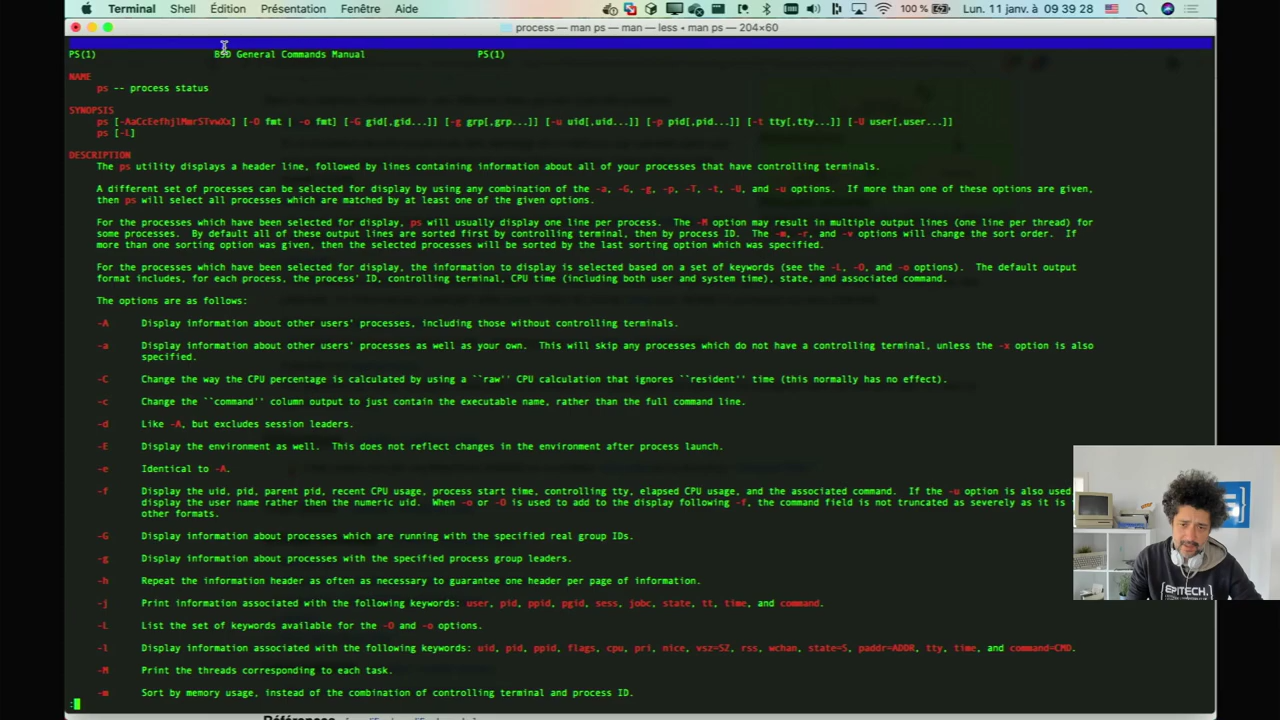 Terminal Shell Édition Présentation Fenêtre Aide 100 % Lun. 11 janv. à 09 39 28
process — man ps — man — less • man ps — 204×60
PS(1) BSD General Commands Manual PS(1)
NAME
ps -- process status
SYNOPSIS
ps [-AaCcEefhjlMmrSTvwXx] [-O fmt | -o fmt] [-G gid[,gid...]] [-g grp[,grp...]] [-u uid[,uid...]] [-p pid[,pid...]] [-t tty[,tty...]] [-U user[,user...]]
ps [-L]
DESCRIPTION
The ps utility displays a header line, followed by lines containing information about all of your processes that have controlling terminals.
A different set of processes can be selected for display by using any combination of the -a, -G, -g, -p, -T, -t, -U, and -u options. If more than one of these options are given,
then ps will select all processes which are matched by at least one of the given options.
For the processes which have been selected for display, ps will usually display one line per process. The -M option may result in multiple output lines (one line per thread) for
some processes. By default all of these output lines are sorted first by controlling terminal, then by process ID. The -m, -r, and -v options will change the sort order. If
more than one sorting option was given, then the selected processes will be sorted by the last sorting option which was specified.
For the processes which have been selected for display, the information to display is selected based on a set of keywords (see the -L, -O, and -o options). The default output
format includes, for each process, the process' ID, controlling terminal, CPU time (including both user and system time), state, and associated command.
The options are as follows:
-A Display information about other users' processes, including those without controlling terminals.
-a Display information about other users' processes as well as your own. This will skip any processes which do not have a controlling terminal, unless the -x option is also
specified.
-C Change the way the CPU percentage is calculated by using a ``raw'' CPU calculation that ignores ``resident'' time (this normally has no effect).
-c Change the ``command'' column output to just contain the executable name, rather than the full command line.
-d Like -A, but excludes session leaders.
-E Display the environment as well. This does not reflect changes in the environment after process launch.
-e Identical to -A.
-f Display the uid, pid, parent pid, recent CPU usage, process start time, controlling tty, elapsed CPU usage, and the associated command. If the -u option is also used
display the user name rather then the numeric uid. When -o or -O is used to add to the display following -f, the command field is not truncated as severely as it is
other formats.
-G Display information about processes which are running with the specified real group IDs.
-g Display information about processes with the specified process group leaders.
-h Repeat the information header as often as necessary to guarantee one header per page of information.
-j Print information associated with the following keywords: user, pid, ppid, pgid, sess, jobc, state, tt, time, and command.
-L List the set of keywords available for the -O and -o options.
-l Display information associated with the following keywords: uid, pid, ppid, flags, cpu, pri, nice, vsz=SZ, rss, wchan, state=S, paddr=ADDR, tty, time, and command=CMD.
-M Print the threads corresponding to each task.
-m Sort by memory usage, instead of the combination of controlling terminal and process ID.
:
{EPITECH.